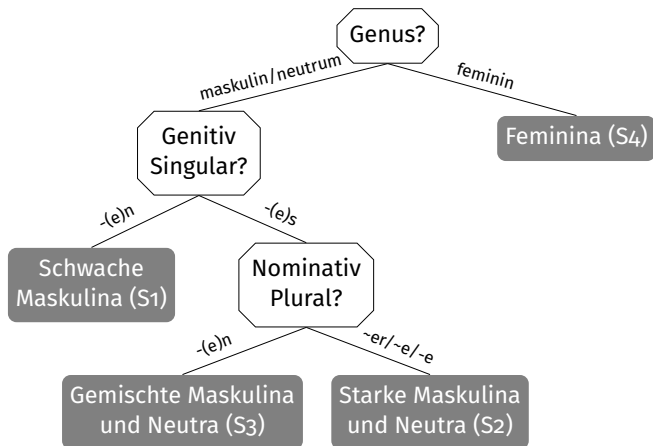 Genus?
maskulin/neutrum
feminin
Genitiv
Singular?
Feminina (S4)
-(e)n
-(e)s
Schwache
Maskulina (S1)
Nominativ
Plural?
-(e)n
~er/~e/-e
Gemischte Maskulina
und Neutra (S3)
Starke Maskulina
und Neutra (S2)